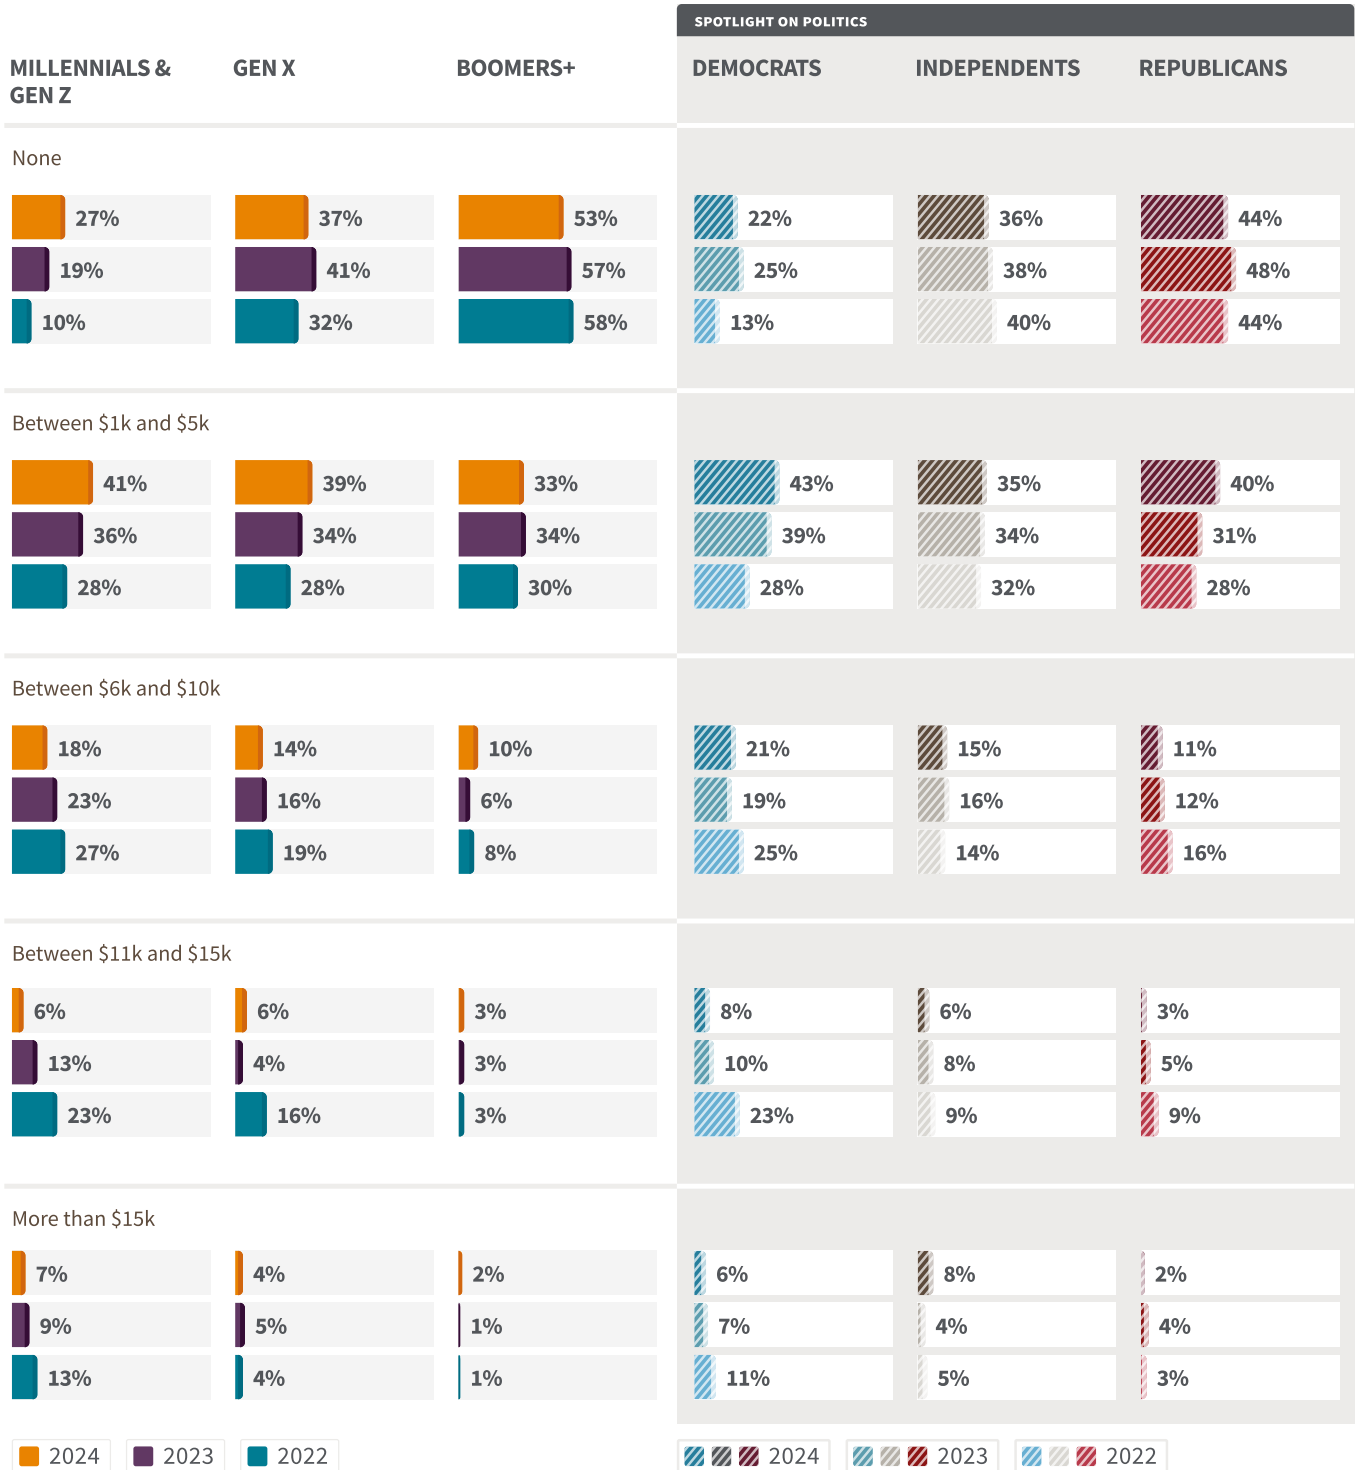 SPOTLIGHT ON POLITICS
MILLENNIALS &
GEN Z
GEN X
BOOMERS+
DEMOCRATS
INDEPENDENTS
REPUBLICANS
None
27% 37% 53% 22% 36% 44%
19% 41% 57% 25% 38% 48%
10% 32% 58% 13% 40% 44%
Between $1k and $5k
41% 39% 33% 43% 35% 40%
36% 34% 34% 39% 34% 31%
28% 28% 30% 28% 32% 28%
Between $6k and $10k
18% 14% 10% 21% 15% 11%
23% 16% 6% 19% 16% 12%
27% 19% 8% 25% 14% 16%
Between $11k and $15k
6% 6% 3% 8% 6% 3%
13% 4% 3% 10% 8% 5%
23% 16% 3% 23% 9% 9%
More than $15k
7% 4% 2% 6% 8% 2%
9% 5% 1% 7% 4% 4%
13% 4% 1% 11% 5% 3%
2024 2023 2022 2024 2023 2022